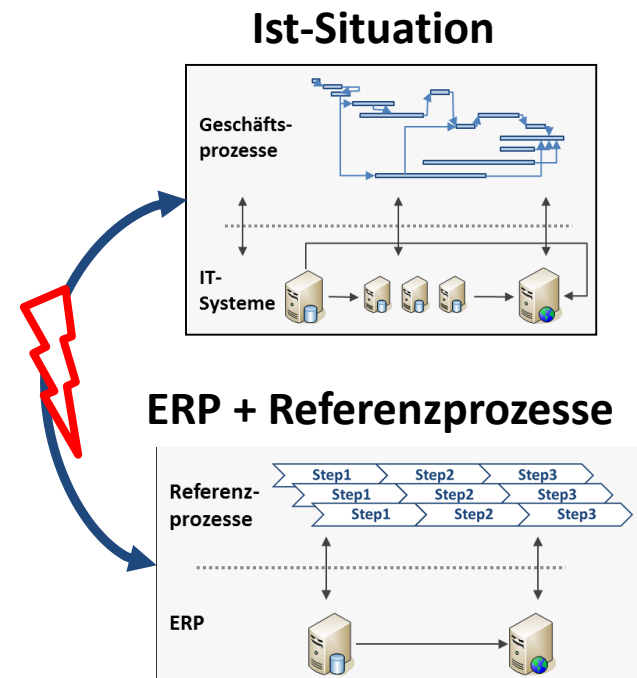 Ist-Situation
Geschäfts-
prozesse
IT-
Systeme
ERP + Referenzprozesse
Referenz-
prozesse
Step1 Step2 Step3
Step1 Step2 Step3
Step1 Step2 Step3
ERP